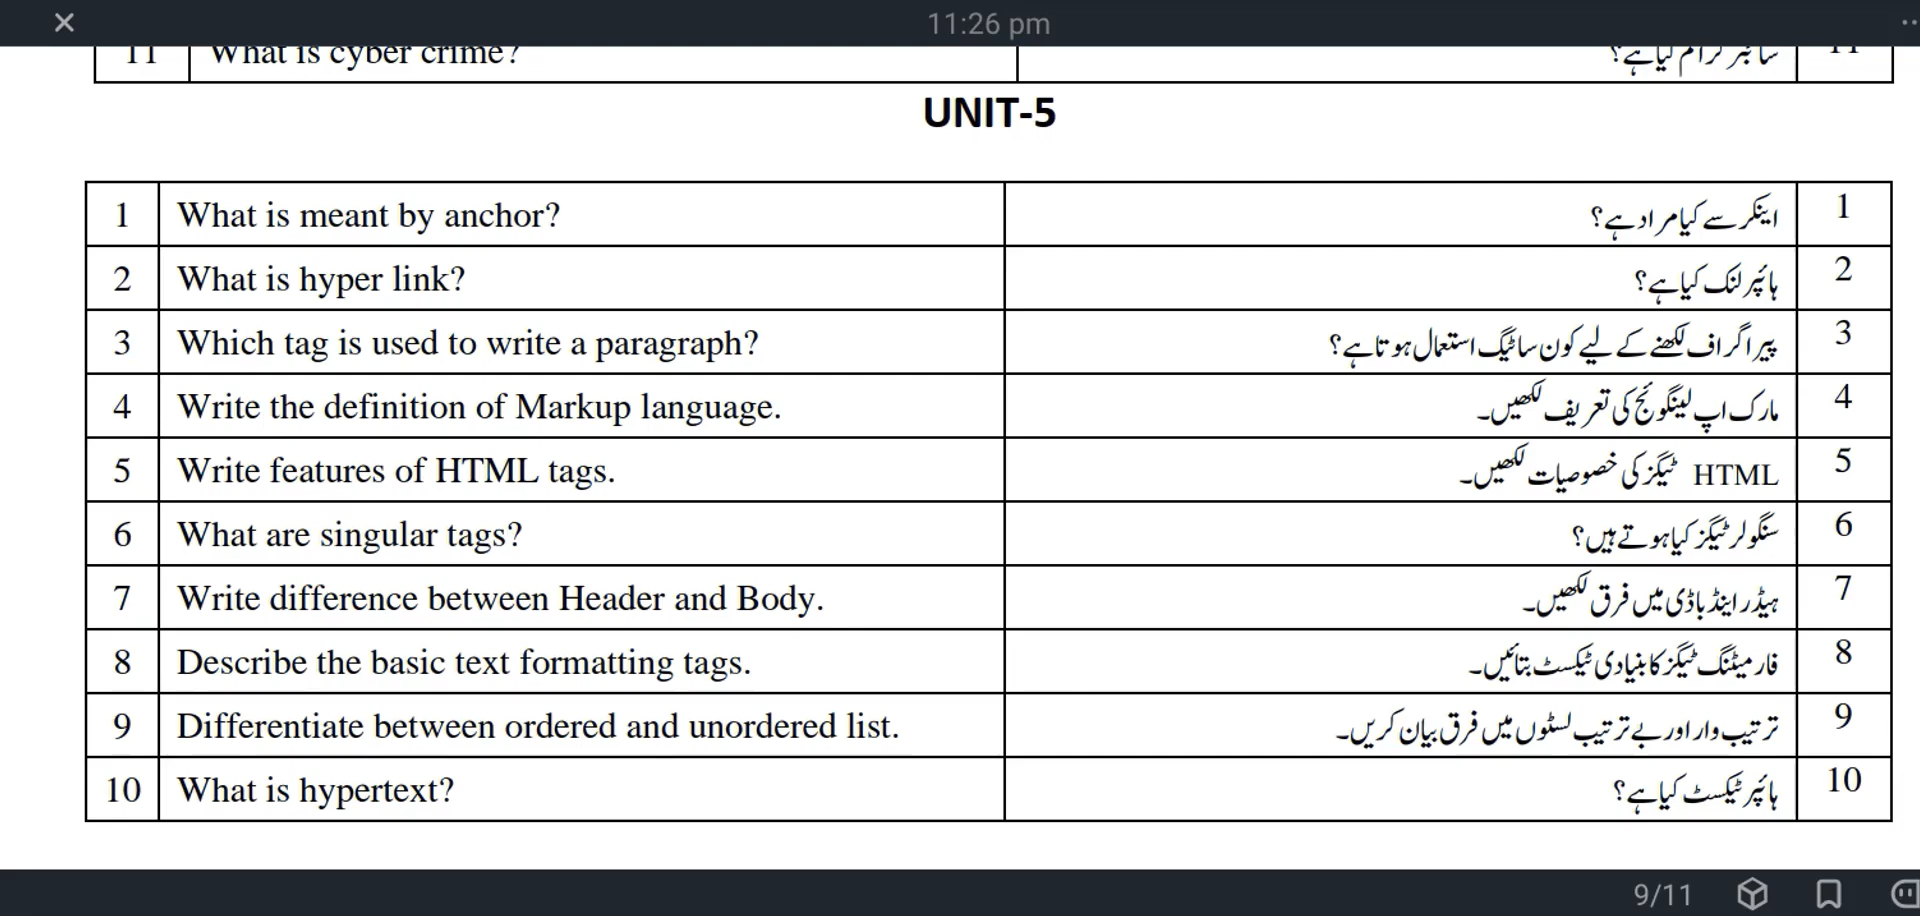 11:26 pm
11 What is cyber crime? سائبر کرائم کیا ہے؟ 11
UNIT-5
1 What is meant by anchor? اینکر سے کیا مراد ہے؟ 1
2 What is hyper link? ہائپر لنک کیا ہے؟ 2
3 Which tag is used to write a paragraph? پیراگراف لکھنے کے لیے کون سا ٹیگ استعمال ہوتا ہے؟ 3
4 Write the definition of Markup language. مارک اپ لینگوئج کی تعریف لکھیں۔ 4
5 Write features of HTML tags. HTML ٹیگز کی خصوصیات لکھیں۔ 5
6 What are singular tags? سنگولر ٹیگز کیا ہوتے ہیں؟ 6
7 Write difference between Header and Body. ہیڈر اینڈ باڈی میں فرق لکھیں۔ 7
8 Describe the basic text formatting tags. فارمیٹنگ ٹیگز کا بنیادی ٹیکسٹ بتائیں۔ 8
9 Differentiate between ordered and unordered list. ترتیب وار اور بے ترتیب لسٹوں میں فرق بیان کریں۔ 9
10 What is hypertext? ہائپر ٹیکسٹ کیا ہے؟ 10
9/11